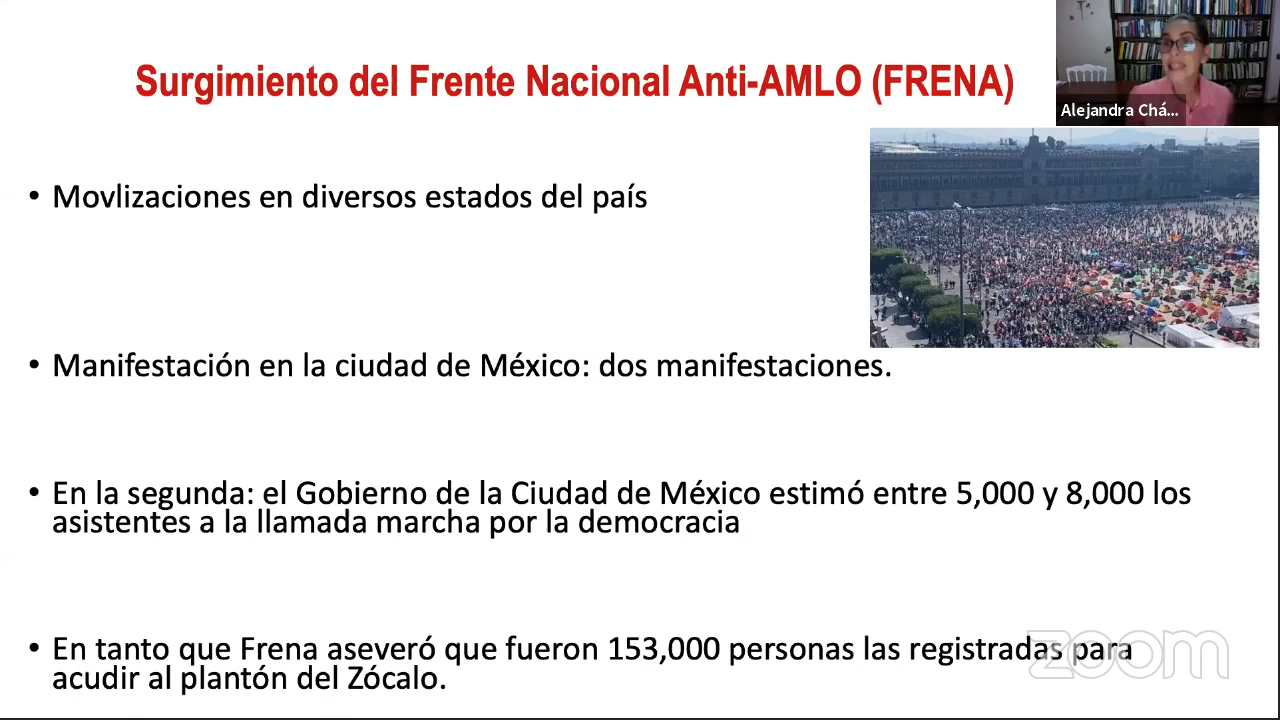 Surgimiento del Frente Nacional Anti-AMLO (FRENA)
Alejandra Chá...
• Movlizaciones en diversos estados del país
• Manifestación en la ciudad de México: dos manifestaciones.
• En la segunda: el Gobierno de la Ciudad de México estimó entre 5,000 y 8,000 los
asistentes a la llamada marcha por la democracia
• En tanto que Frena aseveró que fueron 153,000 personas las registradas para
acudir al plantón del Zócalo.
zoom